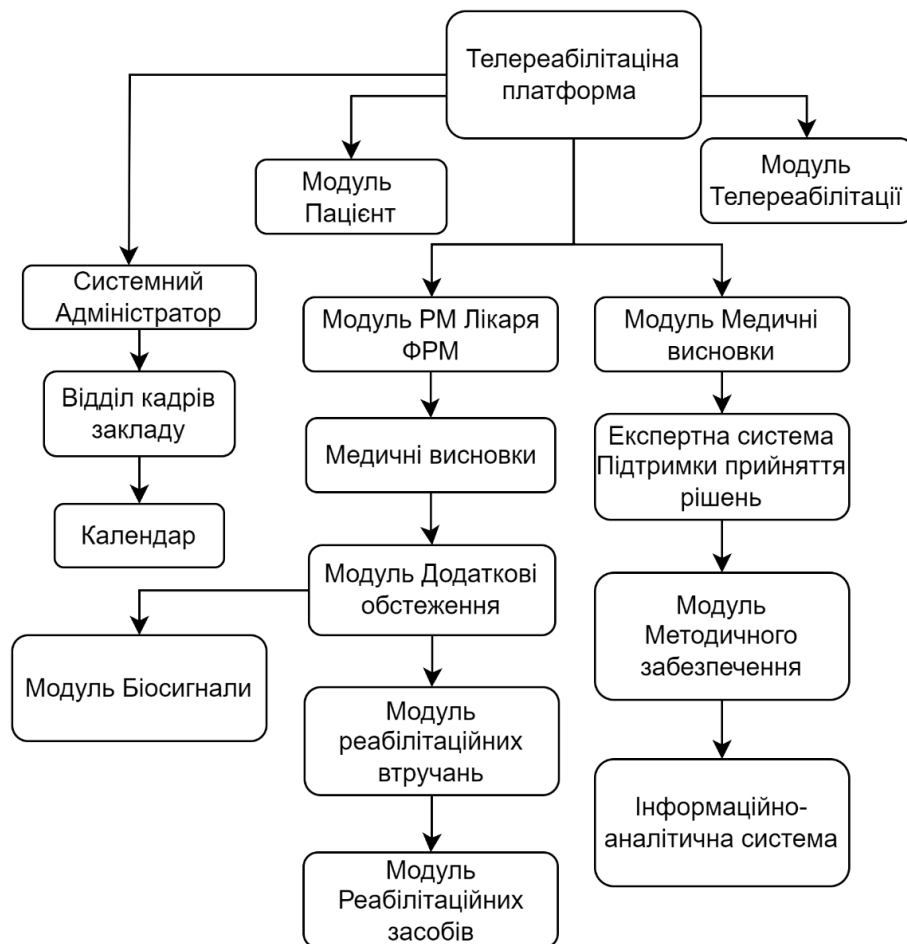 Телереабілітаціна
платформа
Модуль
Пацієнт
Модуль
Телереабілітації
Системний
Адміністратор
Модуль РМ Лікаря
ФРМ
Модуль Медичні
висновки
Відділ кадрів
закладу
Медичні висновки
Експертна система
Підтримки прийняття
рішень
Календар
Модуль Додаткові
обстеження
Модуль
Методичного
забезпечення
Модуль Біосигнали
Модуль
реабілітаційних
втручань
Інформаційно-
аналітична система
Модуль
Реабілітаційних
засобів